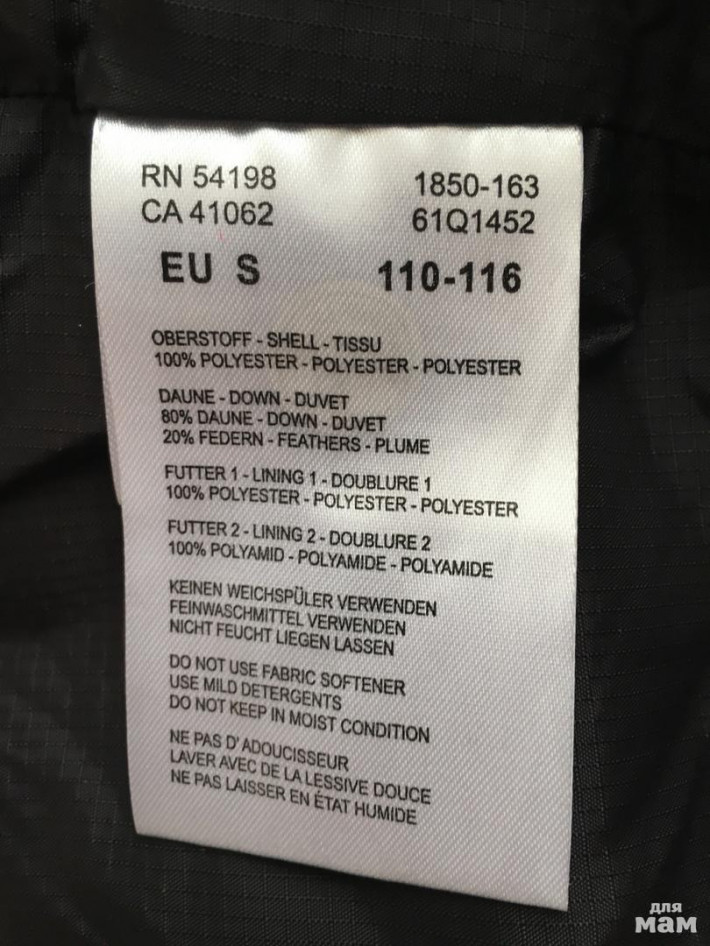 RN 54198 1850-163
CA 41062 61Q1452
EU S 110-116
OBERSTOFF - SHELL - TISSU
100% POLYESTER - POLYESTER - POLYESTER
DAUNE - DOWN - DUVET
80% DAUNE - DOWN - DUVET
20% FEDERN - FEATHERS - PLUME
FUTTER 1 - LINING 1 - DOUBLURE 1
100% POLYESTER - POLYESTER - POLYESTER
FUTTER 2 - LINING 2 - DOUBLURE 2
100% POLYAMID - POLYAMIDE - POLYAMIDE
KEINEN WEICHSPÜLER VERWENDEN
FEINWASCHMITTEL VERWENDEN
NICHT FEUCHT LIEGEN LASSEN
DO NOT USE FABRIC SOFTENER
USE MILD DETERGENTS
DO NOT KEEP IN MOIST CONDITION
NE PAS D'ADOUCISSEUR
LAVER AVEC DE LA LESSIVE DOUCE
NE PAS LAISSER EN ÉTAT HUMIDE
для
мам